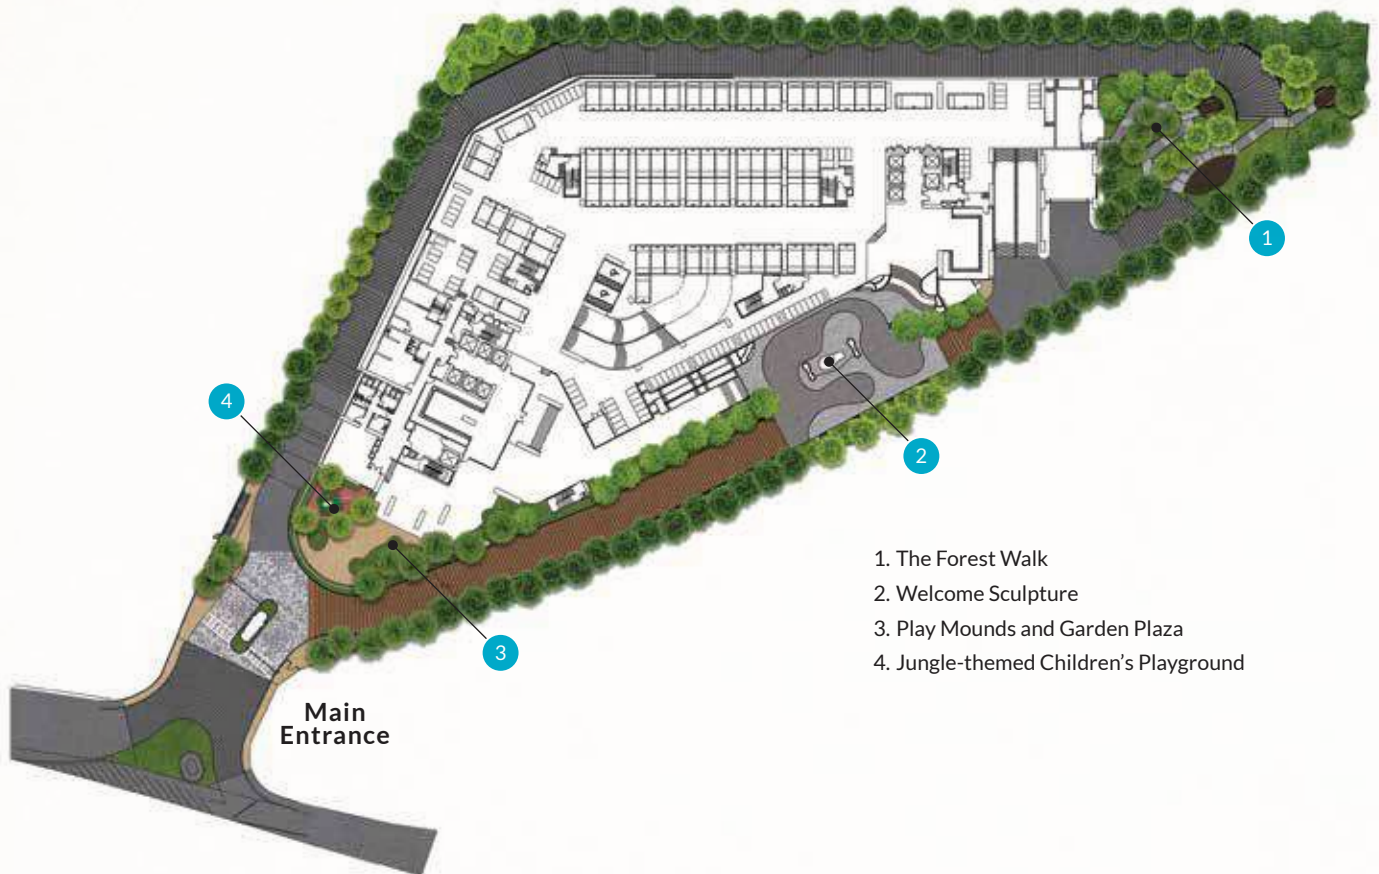 1
4
2
3
1. The Forest Walk
2. Welcome Sculpture
3. Play Mounds and Garden Plaza
4. Jungle-themed Children's Playground
Main
Entrance